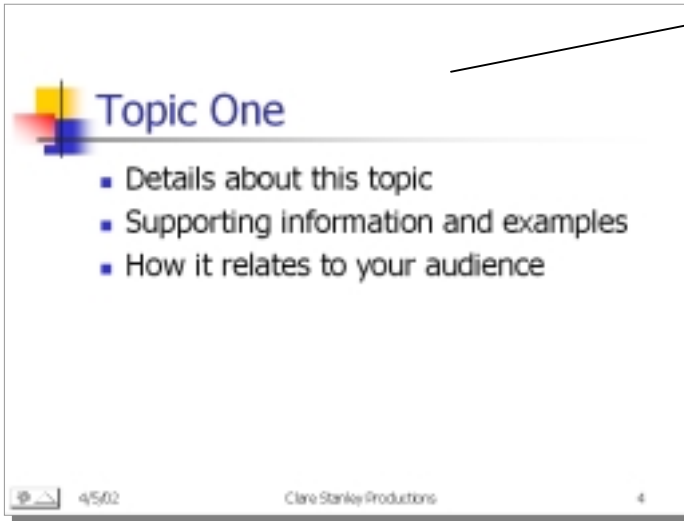 Topic One
Details about this topic
Supporting information and examples
How it relates to your audience
4/5/02 Clare Stanley Productions 4